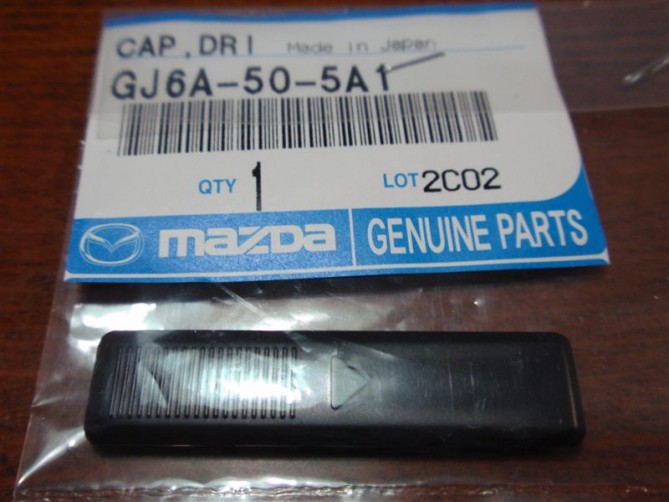 CAP,DRI Made in Japan
GJ6A-50-5A1
QTY 1 LOT 2C02
mazda GENUINE PARTS